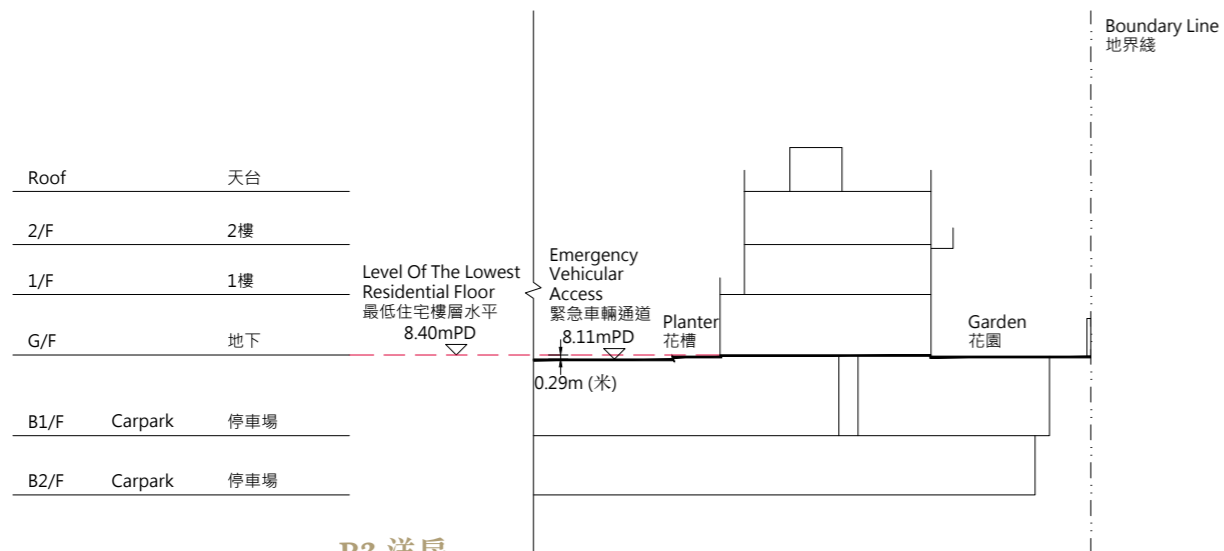 Boundary Line
地界綫
Roof 天台
2/F 2樓
1/F 1樓
Level Of The Lowest
Residential Floor
最低住宅樓層水平
8.40mPD
Emergency
Vehicular
Access
緊急車輛通道
8.11mPD
Planter
花槽
Garden
花園
G/F 地下
0.29m (米)
B1/F Carpark 停車場
B2/F Carpark 停車場